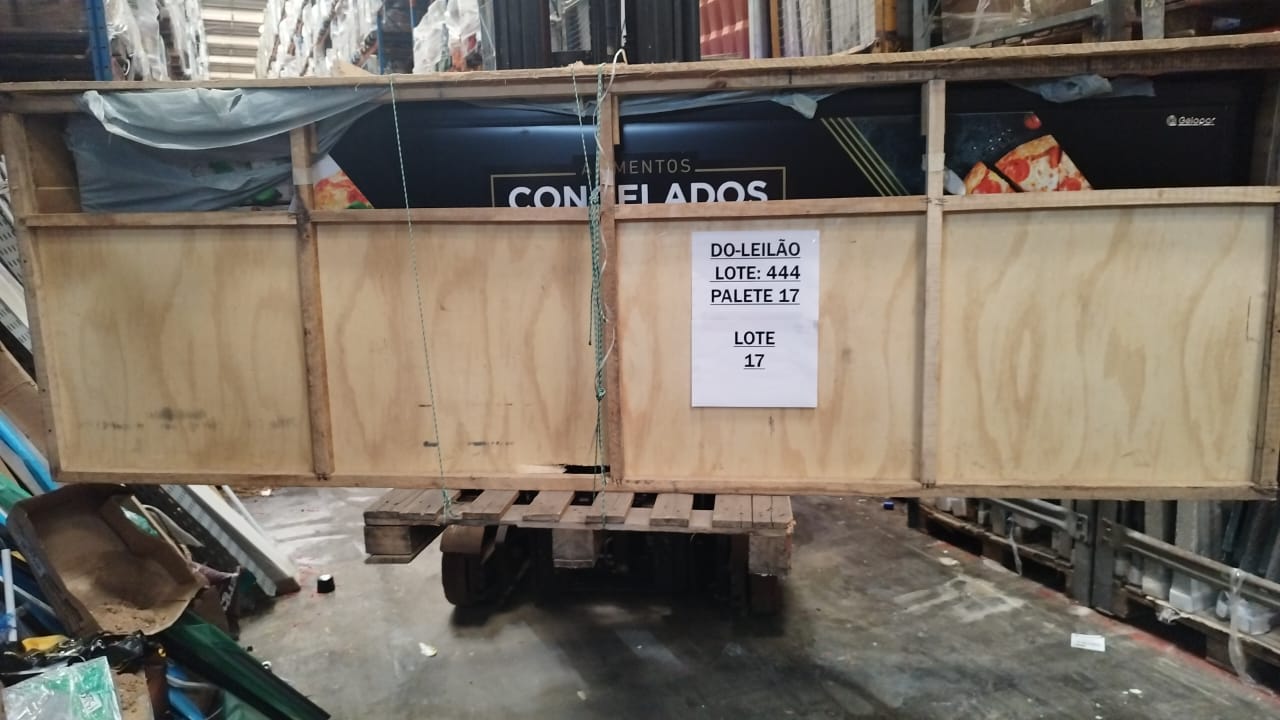 Gelopar
ALIMENTOS
CONGELADOS
DO-LEILÃO
LOTE: 444
PALETE 17
LOTE
17